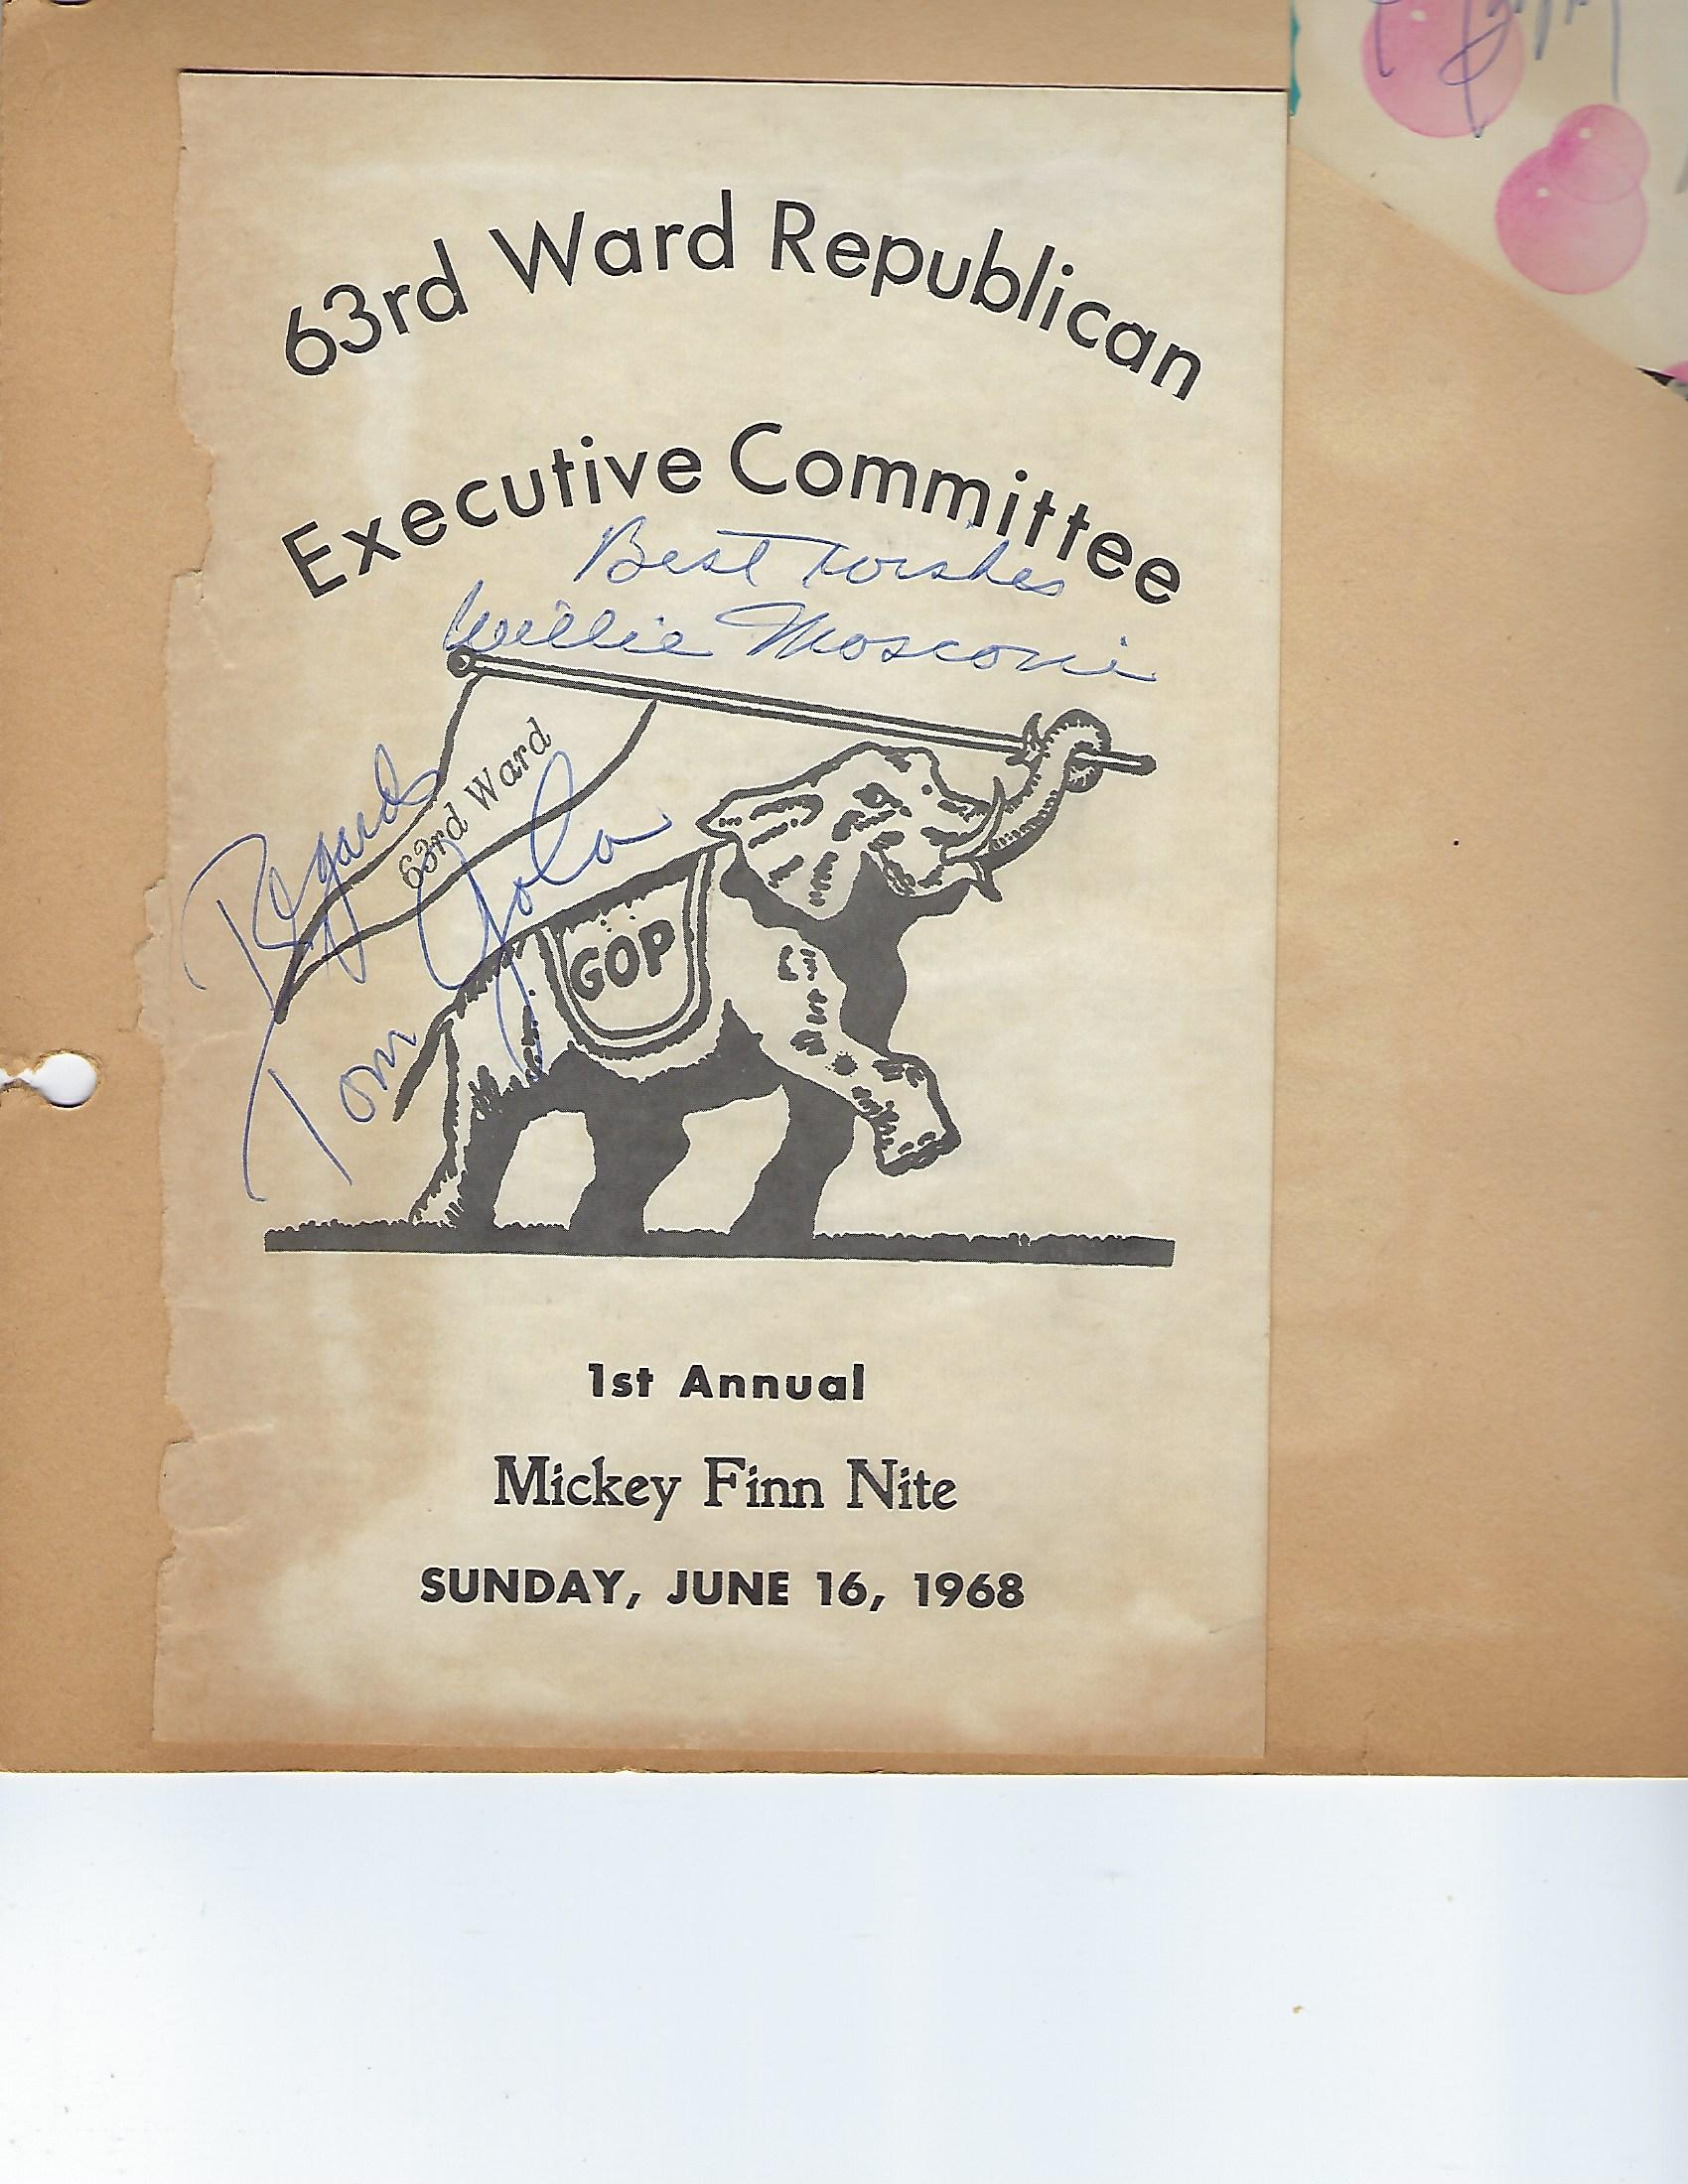 63rd Ward Republican
Executive Committee
Best Wishes
Willie Mosconi
63rd Ward
Regards
Tom Gola
GOP
1st Annual
Mickey Finn Nite
SUNDAY, JUNE 16, 1968